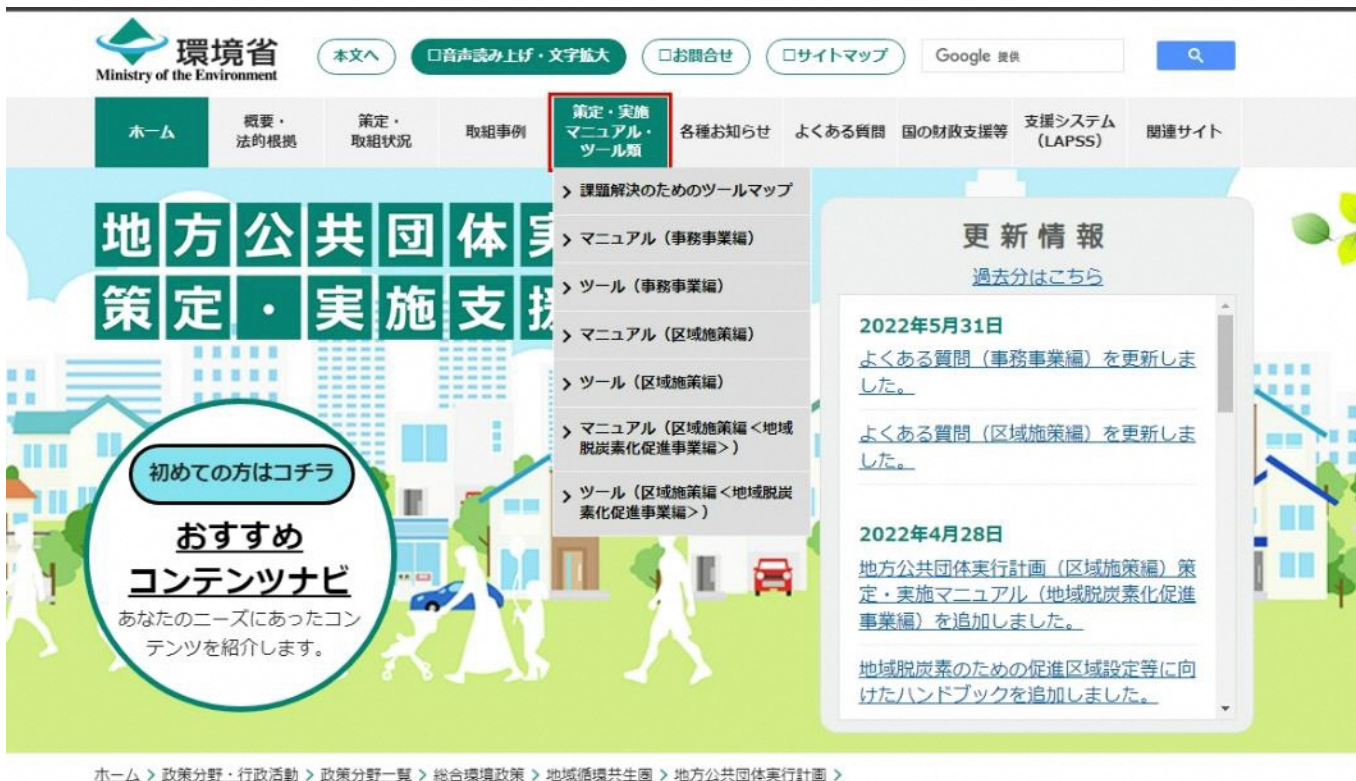 環境省
Ministry of the Environment
本文へ
□音声読み上げ・文字拡大
□お問合せ
□サイトマップ
Google 提供
ホーム
概要・
法的根拠
策定・
取組状況
取組事例
策定・実施
マニュアル・
ツール類
各種お知らせ
よくある質問
国の財政支援等
支援システム
(LAPSS)
関連サイト
> 課題解決のためのツールマップ
> マニュアル（事務事業編）
> ツール（事務事業編）
> マニュアル（区域施策編）
> ツール（区域施策編）
> マニュアル（区域施策編<地域
脱炭素化促進事業編>）
> ツール（区域施策編<地域脱炭
素化促進事業編>）
地方公共団体実
策定・実施支援
初めての方はコチラ
おすすめ
コンテンツナビ
あなたのニーズにあったコン
テンツを紹介します。
更新情報
過去分はこちら
2022年5月31日
よくある質問（事務事業編）を更新しま
した。
よくある質問（区域施策編）を更新しま
した。
2022年4月28日
地方公共団体実行計画（区域施策編）策
定・実施マニュアル（地域脱炭素化促進
事業編）を追加しました。
地域脱炭素のための促進区域設定等に向
けたハンドブックを追加しました。
ホーム > 政策分野・行政活動 > 政策分野一覧 > 総合環境政策 > 地域循環共生圏 > 地方公共団体実行計画 >